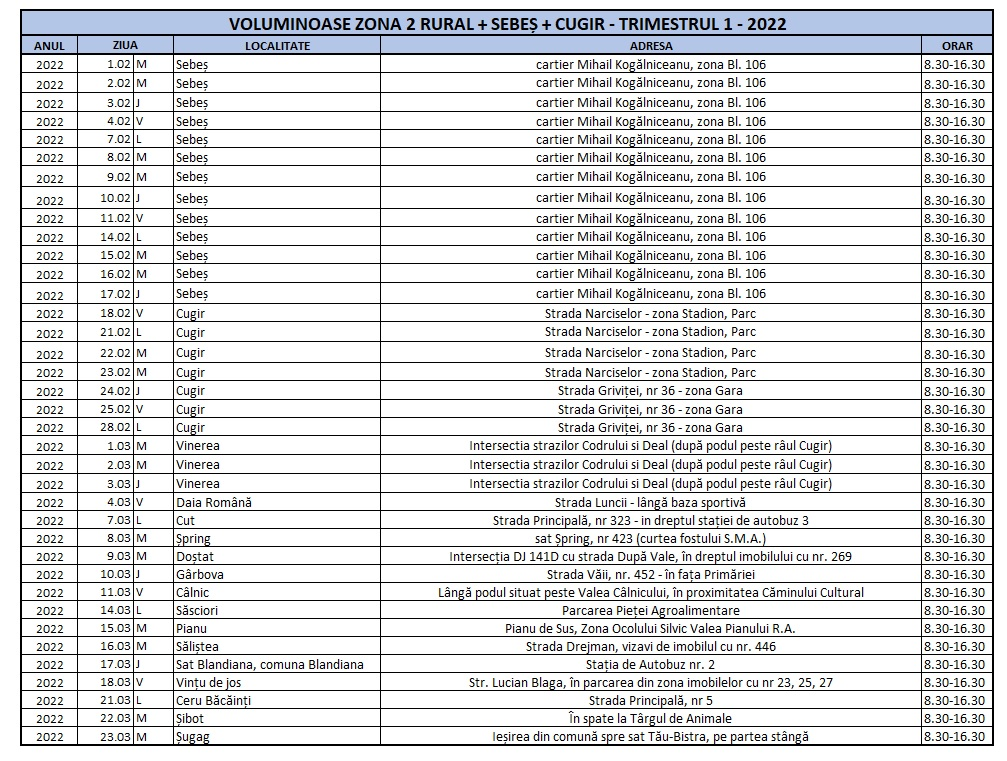 VOLUMINOASE ZONA 2 RURAL + SEBEȘ + CUGIR - TRIMESTRUL 1 - 2022
ANUL ZIUA LOCALITATE ADRESA ORAR
2022 1.02 M Sebeș cartier Mihail Kogălniceanu, zona Bl. 106 8.30-16.30
2022 2.02 M Sebeș cartier Mihail Kogălniceanu, zona Bl. 106 8.30-16.30
2022 3.02 J Sebeș cartier Mihail Kogălniceanu, zona Bl. 106 8.30-16.30
2022 4.02 V Sebeș cartier Mihail Kogălniceanu, zona Bl. 106 8.30-16.30
2022 7.02 L Sebeș cartier Mihail Kogălniceanu, zona Bl. 106 8.30-16.30
2022 8.02 M Sebeș cartier Mihail Kogălniceanu, zona Bl. 106 8.30-16.30
2022 9.02 M Sebeș cartier Mihail Kogălniceanu, zona Bl. 106 8.30-16.30
2022 10.02 J Sebeș cartier Mihail Kogălniceanu, zona Bl. 106 8.30-16.30
2022 11.02 V Sebeș cartier Mihail Kogălniceanu, zona Bl. 106 8.30-16.30
2022 14.02 L Sebeș cartier Mihail Kogălniceanu, zona Bl. 106 8.30-16.30
2022 15.02 M Sebeș cartier Mihail Kogălniceanu, zona Bl. 106 8.30-16.30
2022 16.02 M Sebeș cartier Mihail Kogălniceanu, zona Bl. 106 8.30-16.30
2022 17.02 J Sebeș cartier Mihail Kogălniceanu, zona Bl. 106 8.30-16.30
2022 18.02 V Cugir Strada Narciselor - zona Stadion, Parc 8.30-16.30
2022 21.02 L Cugir Strada Narciselor - zona Stadion, Parc 8.30-16.30
2022 22.02 M Cugir Strada Narciselor - zona Stadion, Parc 8.30-16.30
2022 23.02 M Cugir Strada Narciselor - zona Stadion, Parc 8.30-16.30
2022 24.02 J Cugir Strada Griviței, nr 36 - zona Gara 8.30-16.30
2022 25.02 V Cugir Strada Griviței, nr 36 - zona Gara 8.30-16.30
2022 28.02 L Cugir Strada Griviței, nr 36 - zona Gara 8.30-16.30
2022 1.03 M Vinerea Intersectia strazilor Codrului si Deal (după podul peste râul Cugir) 8.30-16.30
2022 2.03 M Vinerea Intersectia strazilor Codrului si Deal (după podul peste râul Cugir) 8.30-16.30
2022 3.03 J Vinerea Intersectia strazilor Codrului si Deal (după podul peste râul Cugir) 8.30-16.30
2022 4.03 V Daia Română Strada Luncii - lângă baza sportivă 8.30-16.30
2022 7.03 L Cut Strada Principală, nr 323 - in dreptul stației de autobuz 3 8.30-16.30
2022 8.03 M Șpring sat Șpring, nr 423 (curtea fostului S.M.A.) 8.30-16.30
2022 9.03 M Doștat Intersecția DJ 141D cu strada După Vale, în dreptul imobilului cu nr. 269 8.30-16.30
2022 10.03 J Gârbova Strada Văii, nr. 452 - în fața Primăriei 8.30-16.30
2022 11.03 V Câlnic Lângă podul situat peste Valea Câlnicului, în proximitatea Căminului Cultural 8.30-16.30
2022 14.03 L Săsciori Parcarea Pieței Agroalimentare 8.30-16.30
2022 15.03 M Pianu Pianu de Sus, Zona Ocolului Silvic Valea Pianului R.A. 8.30-16.30
2022 16.03 M Săliștea Strada Drejman, vizavi de imobilul cu nr. 446 8.30-16.30
2022 17.03 J Sat Blandiana, comuna Blandiana Stația de Autobuz nr. 2 8.30-16.30
2022 18.03 V Vințu de jos Str. Lucian Blaga, în parcarea din zona imobilelor cu nr 23, 25, 27 8.30-16.30
2022 21.03 L Ceru Băcăinți Strada Principală, nr 5 8.30-16.30
2022 22.03 M Șibot În spate la Târgul de Animale 8.30-16.30
2022 23.03 M Șugag Ieșirea din comună spre sat Tău-Bistra, pe partea stângă 8.30-16.30